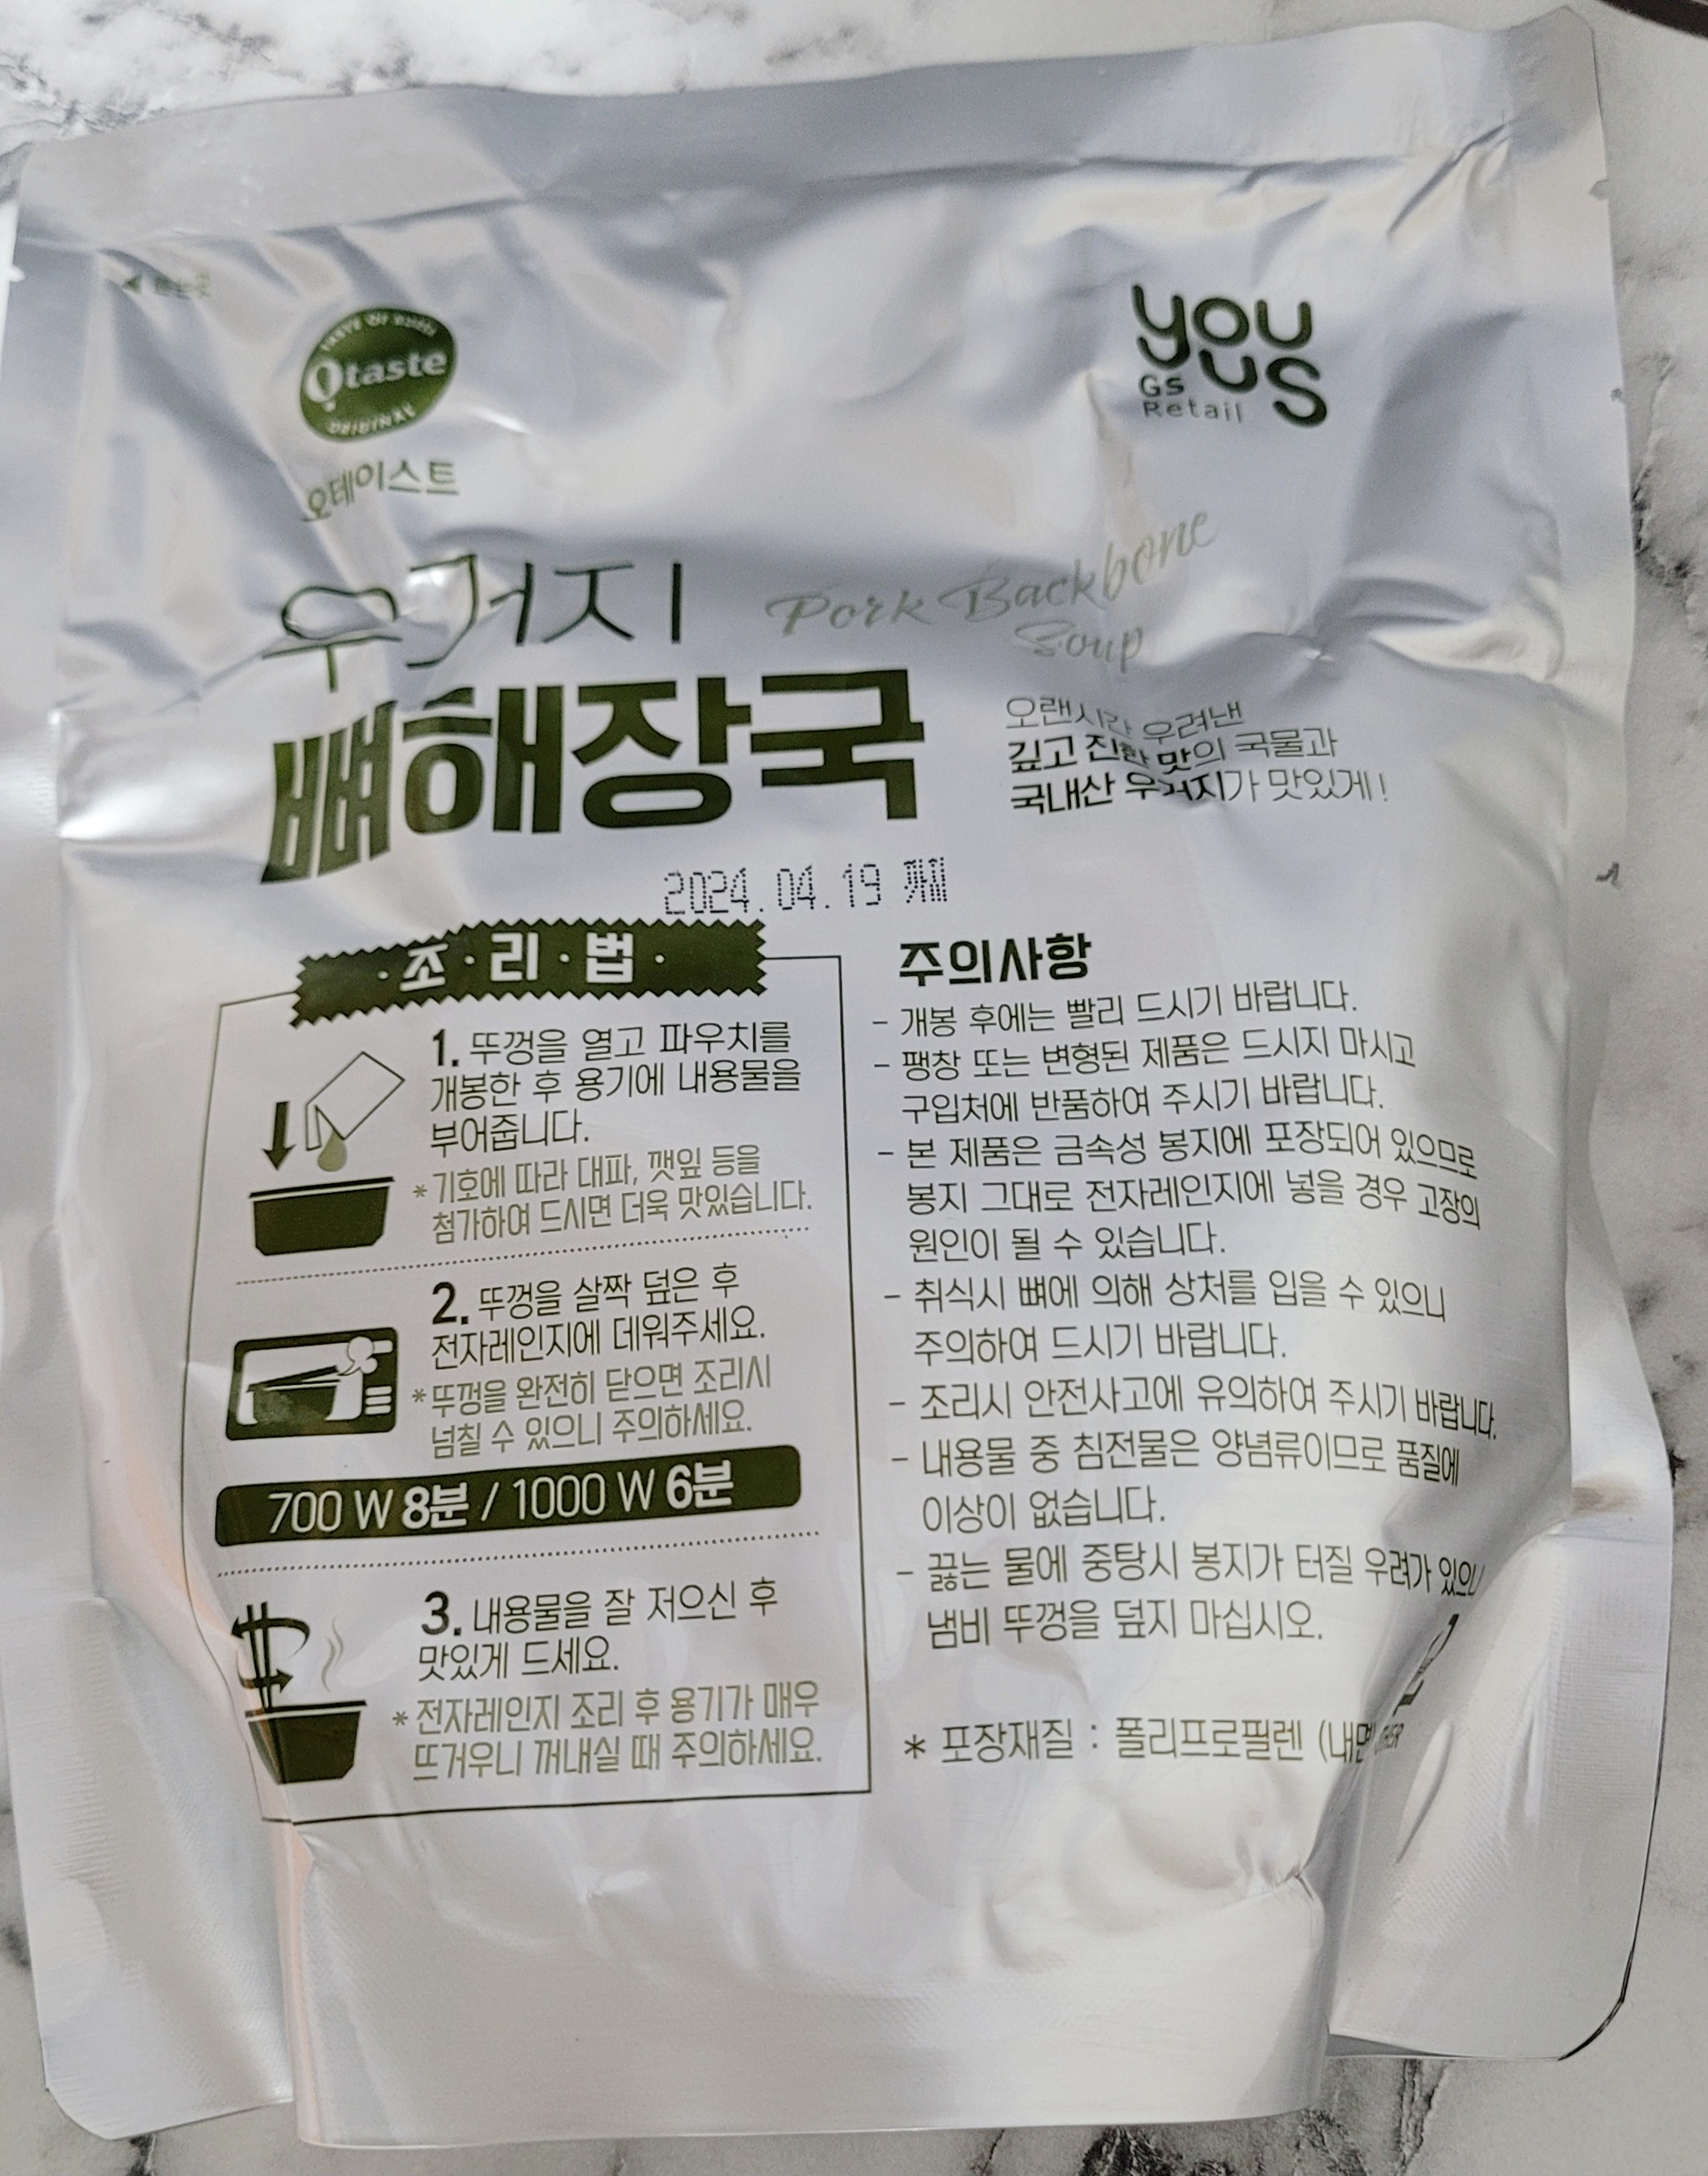 Otaste
오테이스트
you
us
GS
Retail
우거지
뼈해장국
Pork Backbone
Soup
오랜시간 우려낸
깊고 진한 맛의 국물과
국내산 우거지가 맛있게!
2024.04.19
·조·리·법·
1. 뚜껑을 열고 파우치를
개봉한 후 용기에 내용물을
부어줍니다.
*기호에 따라 대파, 깻잎 등을
첨가하여 드시면 더욱 맛있습니다.
2. 뚜껑을 살짝 덮은 후
전자레인지에 데워주세요.
*뚜껑을 완전히 닫으면 조리시
넘칠 수 있으니 주의하세요.
700 W 8분 / 1000 W 6분
3. 내용물을 잘 저으신 후
맛있게 드세요.
*전자레인지 조리 후 용기가 매우
뜨거우니 꺼내실 때 주의하세요.
주의사항
- 개봉 후에는 빨리 드시기 바랍니다.
- 팽창 또는 변형된 제품은 드시지 마시고
구입처에 반품하여 주시기 바랍니다.
- 본 제품은 금속성 봉지에 포장되어 있으므로
봉지 그대로 전자레인지에 넣을 경우 고장의
원인이 될 수 있습니다.
- 취식시 뼈에 의해 상처를 입을 수 있으니
주의하여 드시기 바랍니다.
- 조리시 안전사고에 유의하여 주시기 바랍니다.
- 내용물 중 침전물은 양념류이므로 품질에
이상이 없습니다.
- 끓는 물에 중탕시 봉지가 터질 우려가 있으니
냄비 뚜껑을 덮지 마십시오.
* 포장재질 : 폴리프로필렌 (내면)